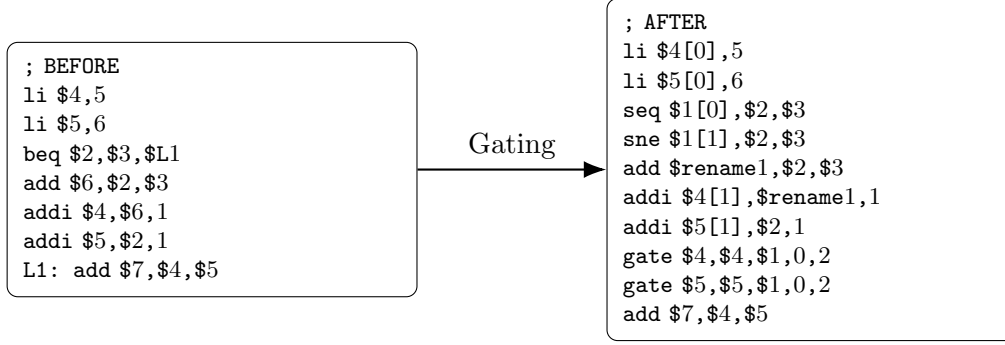 ; BEFORE
li $4,5
li $5,6
beq $2,$3,$L1
add $6,$2,$3
addi $4,$6,1
addi $5,$2,1
L1: add $7,$4,$5
Gating
; AFTER
li $4[0],5
li $5[0],6
seq $1[0],$2,$3
sne $1[1],$2,$3
add $rename1,$2,$3
addi $4[1],$rename1,1
addi $5[1],$2,1
gate $4,$4,$1,0,2
gate $5,$5,$1,0,2
add $7,$4,$5